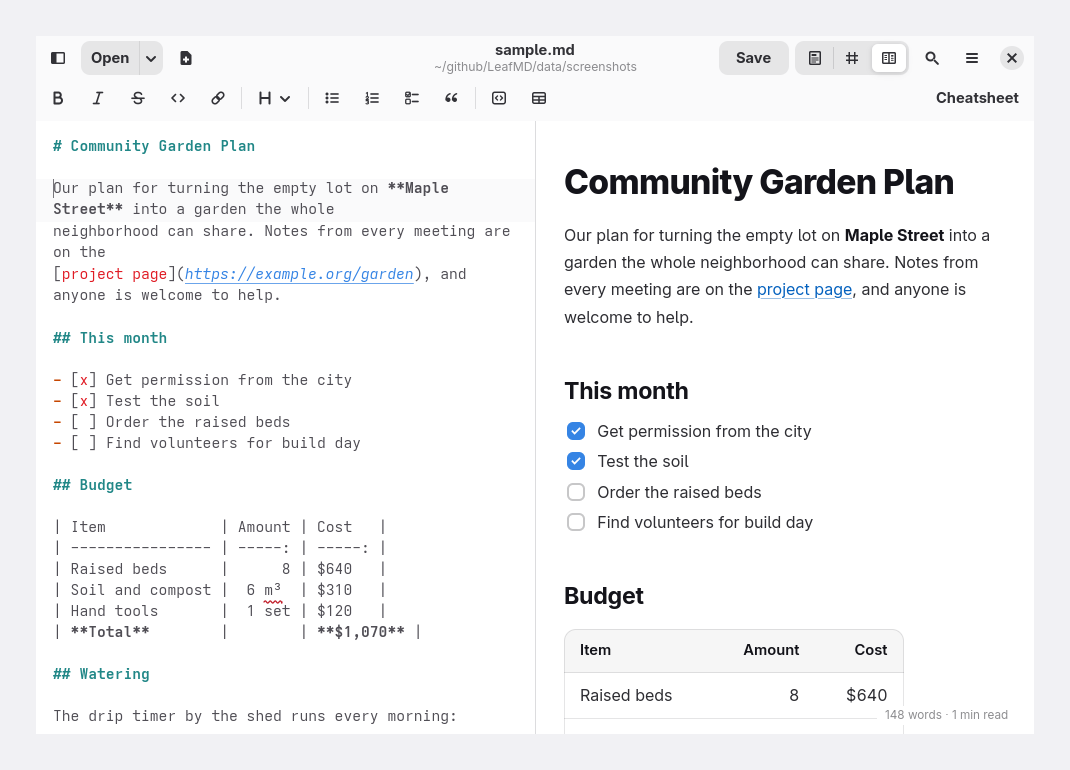 Open
sample.md
~/github/LeafMD/data/screenshots
Save
H
Cheatsheet
# Community Garden Plan
Our plan for turning the empty lot on **Maple
Street** into a garden the whole
neighborhood can share. Notes from every meeting are
on the
[project page](https://example.org/garden), and
anyone is welcome to help.
## This month
- [x] Get permission from the city
- [x] Test the soil
- [ ] Order the raised beds
- [ ] Find volunteers for build day
## Budget
| Item             | Amount | Cost   |
| ---------------- | -----: | -----: |
| Raised beds      |      8 | $640   |
| Soil and compost |  6 m³  | $310   |
| Hand tools       |  1 set | $120   |
| **Total**        |        | **$1,070** |
## Watering
The drip timer by the shed runs every morning:
Community Garden Plan
Our plan for turning the empty lot on Maple Street into a
garden the whole neighborhood can share. Notes from
every meeting are on the project page, and anyone is
welcome to help.
This month
Get permission from the city
Test the soil
Order the raised beds
Find volunteers for build day
Budget
Item Amount Cost
Raised beds 8 $640
148 words · 1 min read